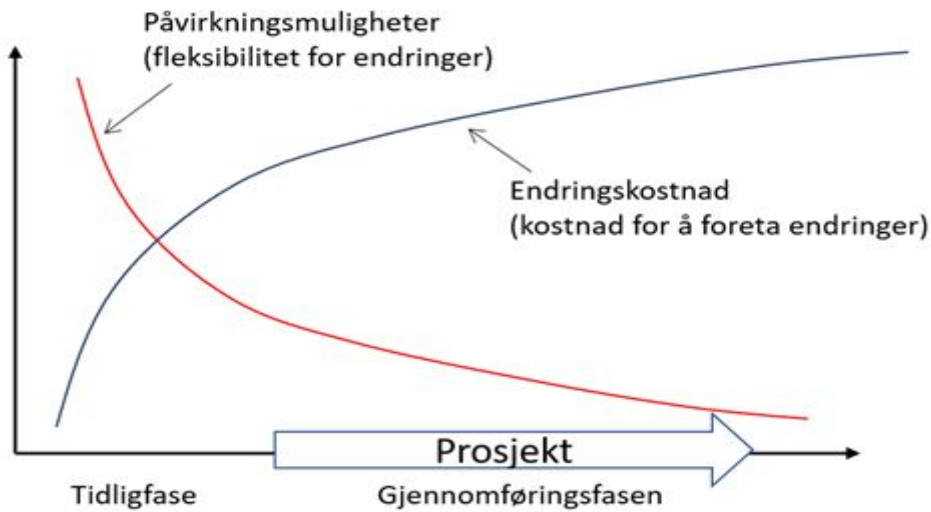 Påvirkningsmuligheter
(fleksibilitet for endringer)
Endringskostnad
(kostnad for å foreta endringer)
Prosjekt
Tidligfase
Gjennomføringsfasen